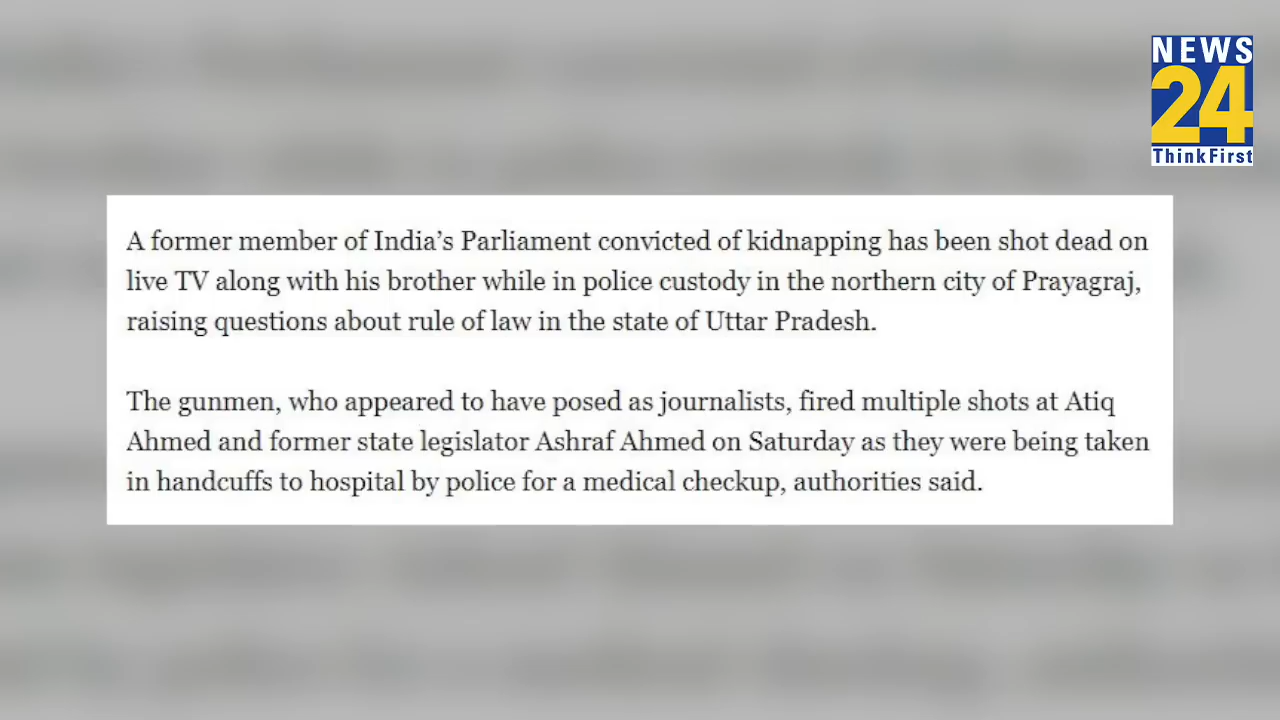 NEWS
24
ThinkFirst
A former member of India’s Parliament convicted of kidnapping has been shot dead on
live TV along with his brother while in police custody in the northern city of Prayagraj,
raising questions about rule of law in the state of Uttar Pradesh.
The gunmen, who appeared to have posed as journalists, fired multiple shots at Atiq
Ahmed and former state legislator Ashraf Ahmed on Saturday as they were being taken
in handcuffs to hospital by police for a medical checkup, authorities said.